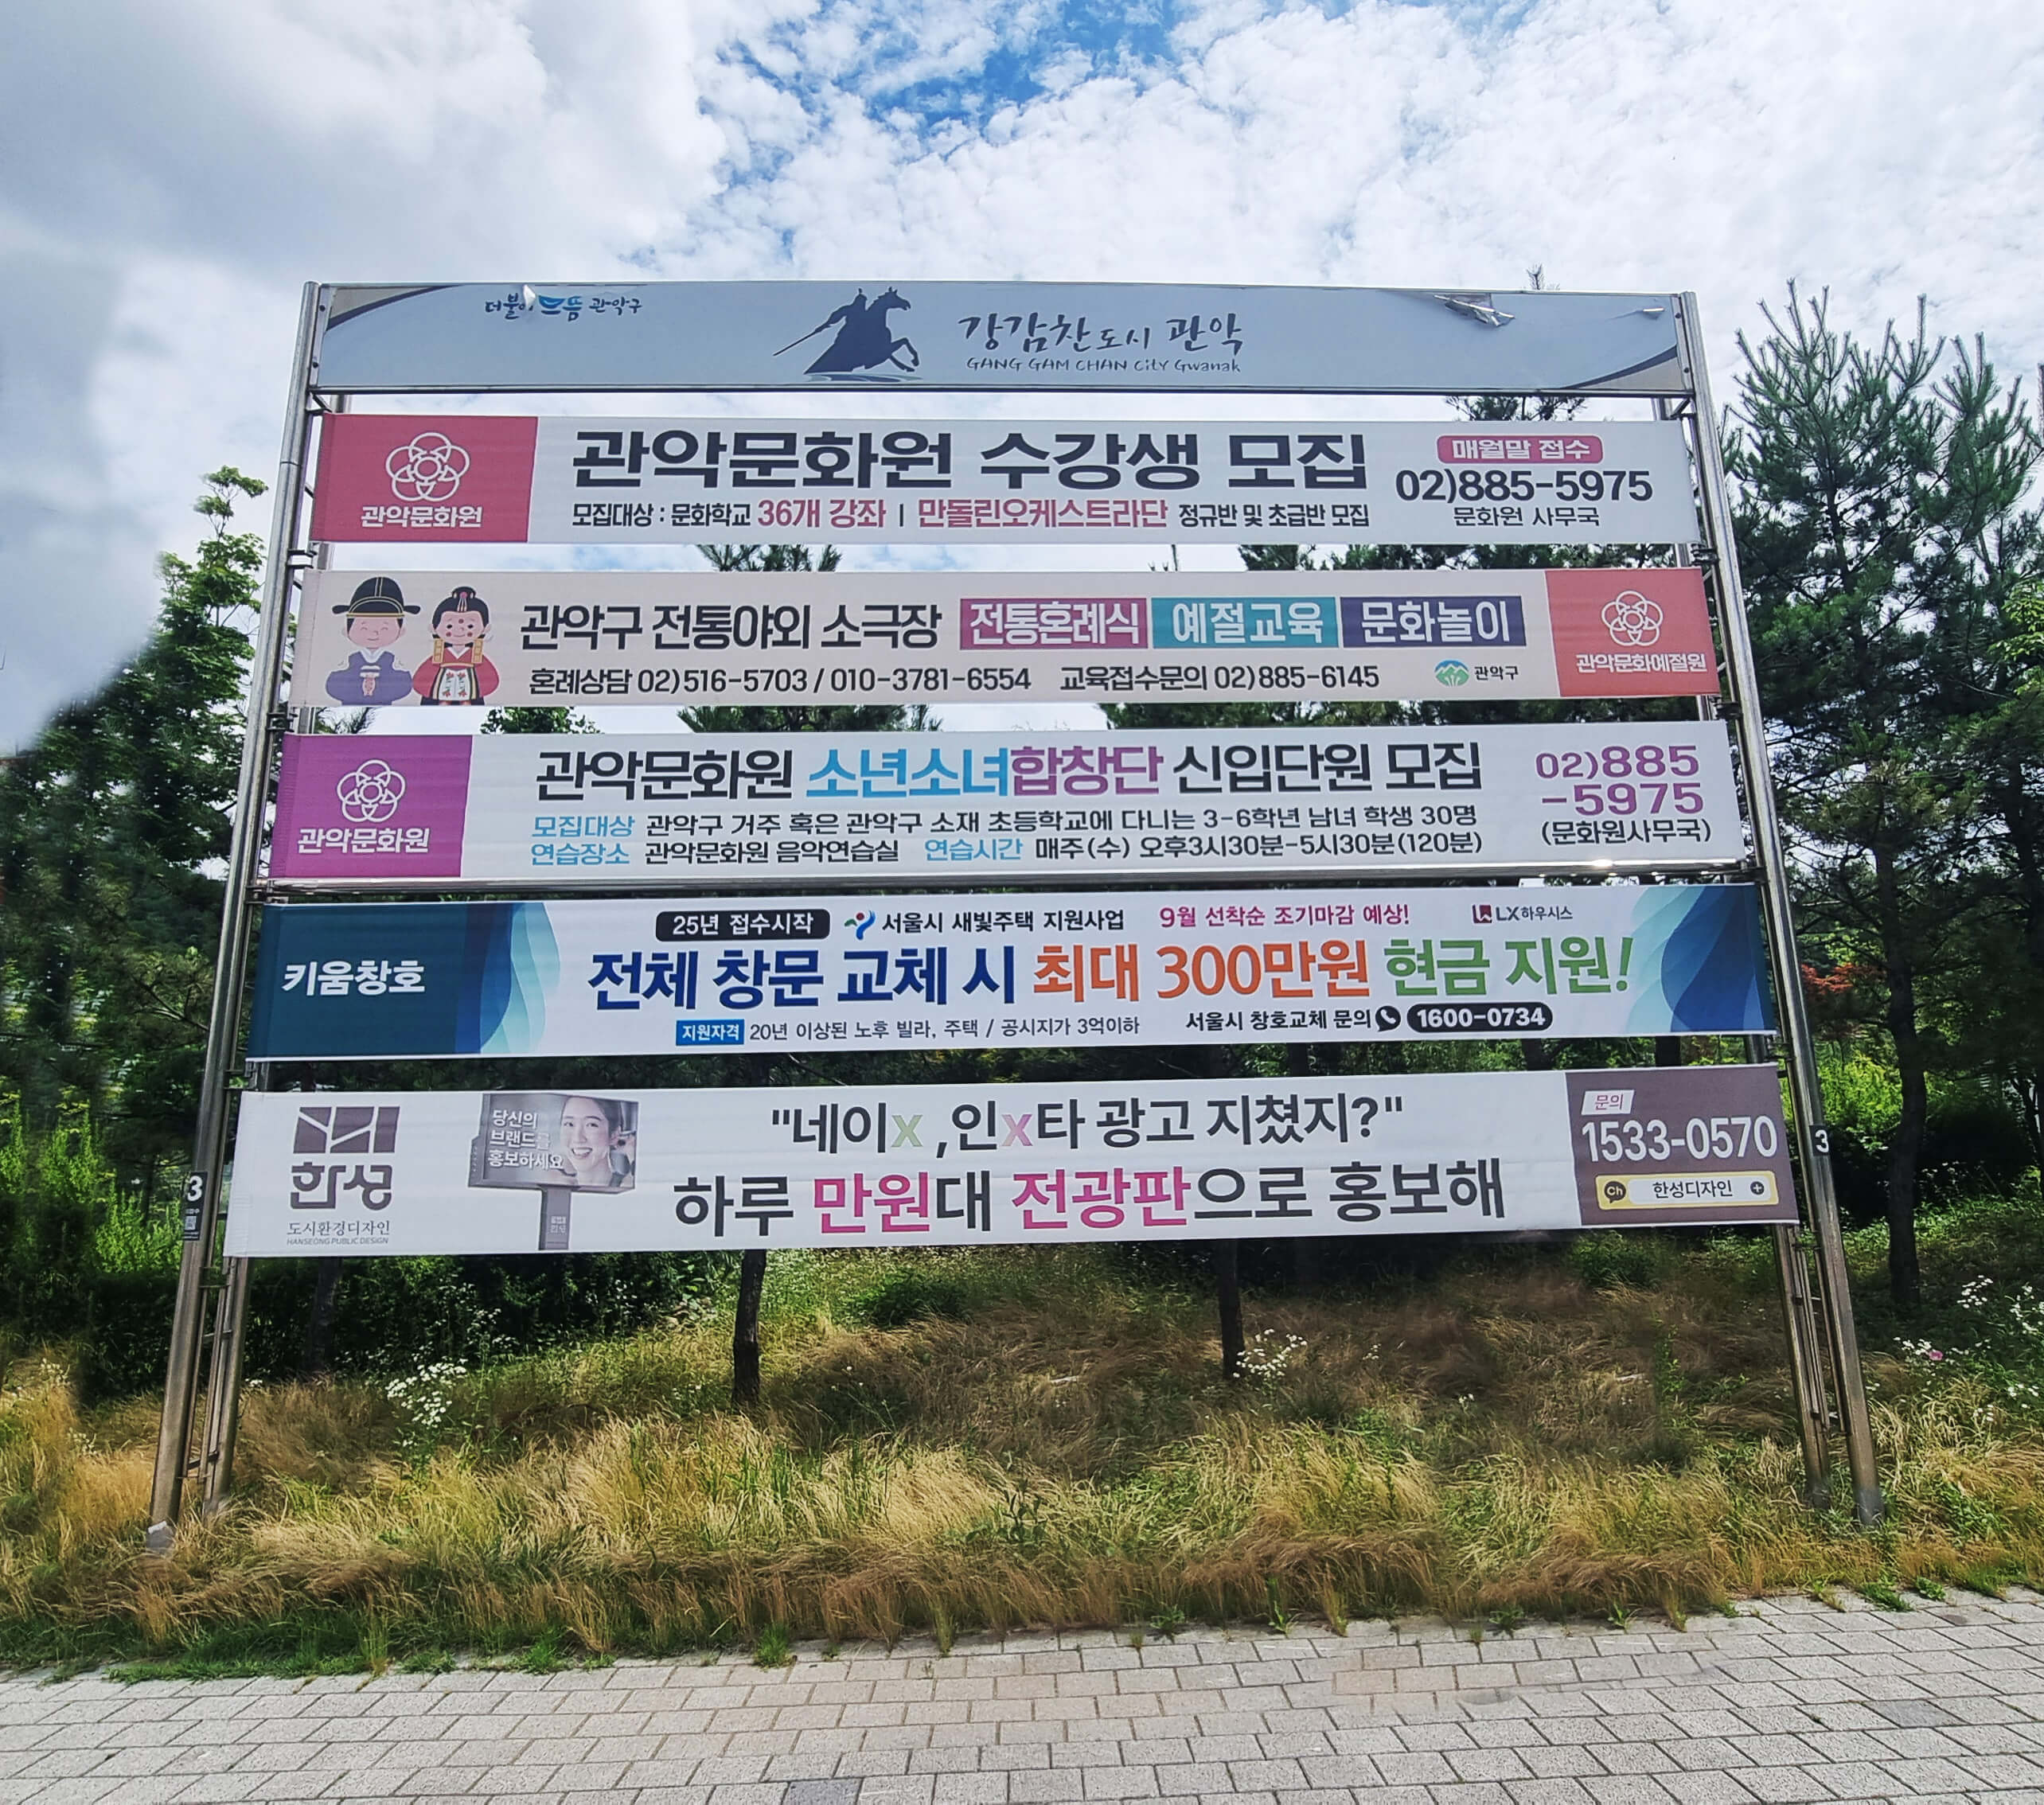 더불어 으뜸 관악구
강감찬도시 관악
GANG GAM CHAN City Gwanak
관악문화원
관악문화원 수강생 모집
모집대상 : 문화학교 36개 강좌 | 만돌린오케스트라단 정규반 및 초급반 모집
매월말 접수
02)885-5975
문화원 사무국
관악구 전통야외 소극장 전통혼례식 예절교육 문화놀이
혼례상담 02)516-5703 / 010-3781-6554 교육접수문의 02)885-6145
관악구
관악문화예절원
관악문화원
관악문화원 소년소녀합창단 신입단원 모집
모집대상 관악구 거주 혹은 관악구 소재 초등학교에 다니는 3-6학년 남녀 학생 30명
연습장소 관악문화원 음악연습실 연습시간 매주(수) 오후3시30분-5시30분(120분)
02)885
-5975
(문화원사무국)
키움창호
25년 접수시작 서울시 새빛주택 지원사업 9월 선착순 조기마감 예상! LX하우시스
전체 창문 교체 시 최대 300만원 현금 지원!
지원자격 20년 이상된 노후 빌라, 주택 / 공시지가 3억이하 서울시 창호교체 문의 1600-0734
한성
도시환경디자인
HANSEONG PUBLIC DESIGN
당신의
브랜드를
홍보하세요
"네이x ,인x타 광고 지쳤지?"
하루 만원대 전광판으로 홍보해
문의
1533-0570
Ch 한성디자인 +
3
3